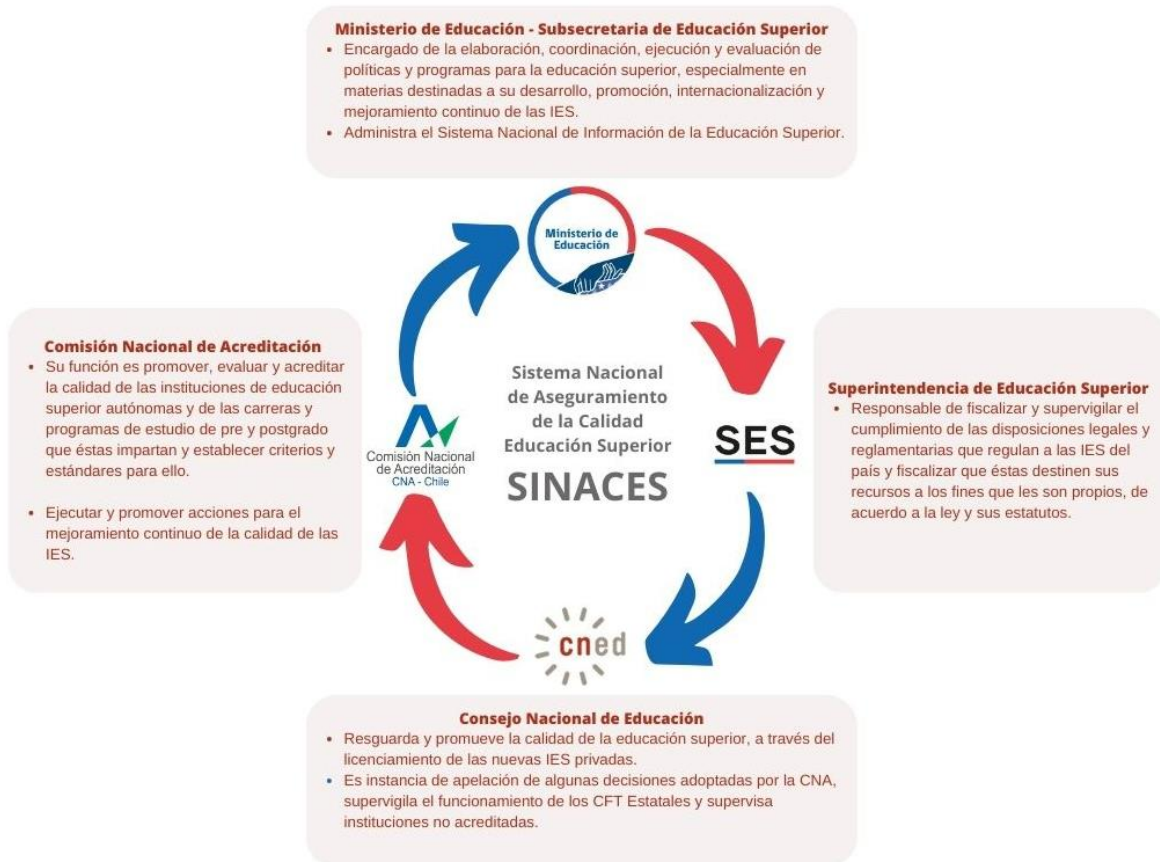 Ministerio de Educación - Subsecretaria de Educación Superior
• Encargado de la elaboración, coordinación, ejecución y evaluación de
políticas y programas para la educación superior, especialmente en
materias destinadas a su desarrollo, promoción, internacionalización y
mejoramiento continuo de las IES.
• Administra el Sistema Nacional de Información de la Educación Superior.
Ministerio de
Educación
Comisión Nacional de Acreditación
• Su función es promover, evaluar y acreditar
la calidad de las instituciones de educación
superior autónomas y de las carreras y
programas de estudio de pre y postgrado
que éstas impartan y establecer criterios y
estándares para ello.
• Ejecutar y promover acciones para el
mejoramiento continuo de la calidad de las
IES.
Comisión Nacional
de Acreditación
CNA - Chile
Sistema Nacional
de Aseguramiento
de la Calidad
Educación Superior
SINACES
SES
Superintendencia de Educación Superior
• Responsable de fiscalizar y supervigilar el
cumplimiento de las disposiciones legales y
reglamentarias que regulan a las IES del
país y fiscalizar que éstas destinen sus
recursos a los fines que les son propios, de
acuerdo a la ley y sus estatutos.
cned
Consejo Nacional de Educación
• Resguarda y promueve la calidad de la educación superior, a través del
licenciamiento de las nuevas IES privadas.
• Es instancia de apelación de algunas decisiones adoptadas por la CNA,
supervigila el funcionamiento de los CFT Estatales y supervisa
instituciones no acreditadas.